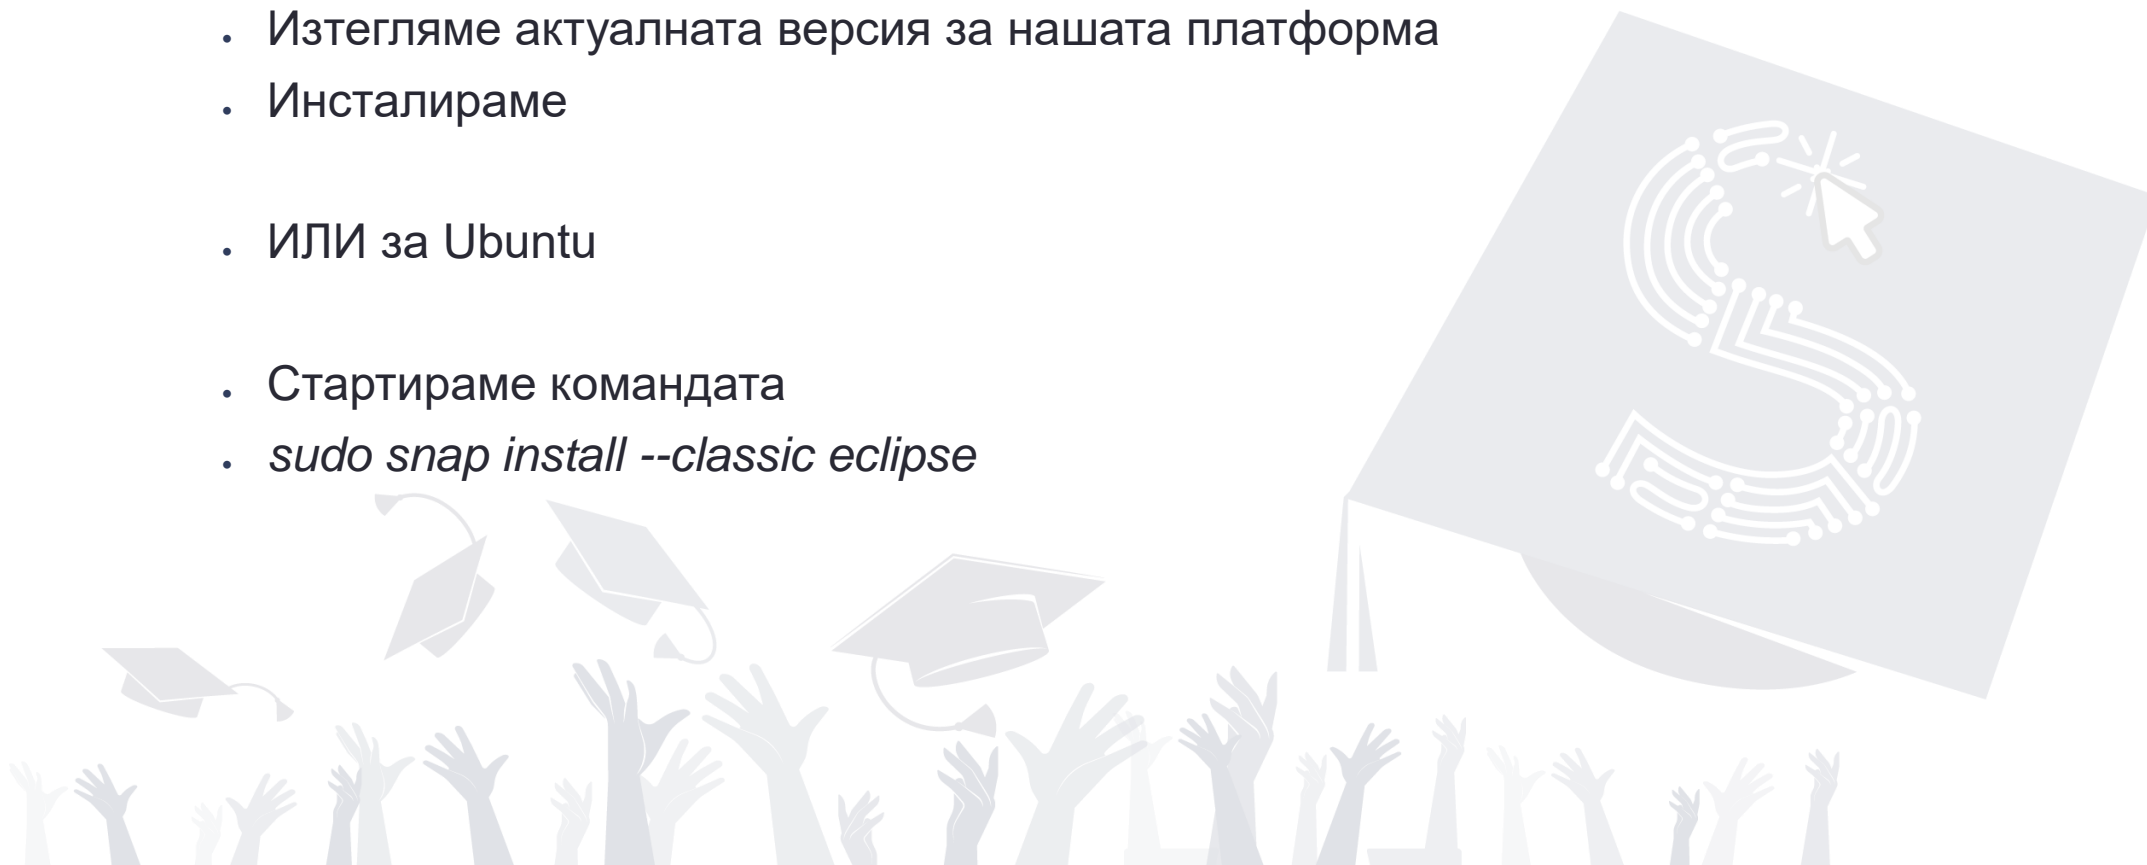 Изтегляме актуалната версия за нашата платформа
Инсталираме
ИЛИ за Ubuntu
Стартираме командата
sudo snap install --classic eclipse